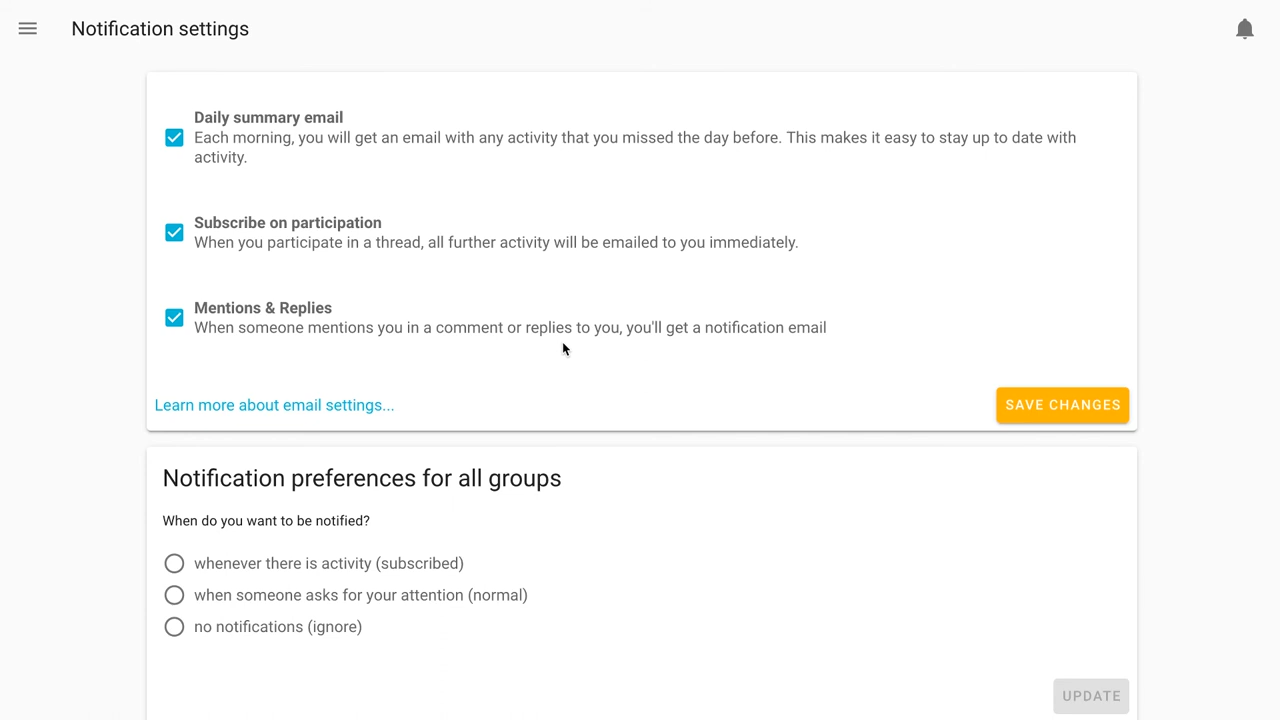 Notification settings
Daily summary email
Each morning, you will get an email with any activity that you missed the day before. This makes it easy to stay up to date with
activity.
Subscribe on participation
When you participate in a thread, all further activity will be emailed to you immediately.
Mentions & Replies
When someone mentions you in a comment or replies to you, you'll get a notification email
Learn more about email settings...
SAVE CHANGES
Notification preferences for all groups
When do you want to be notified?
whenever there is activity (subscribed)
when someone asks for your attention (normal)
no notifications (ignore)
UPDATE